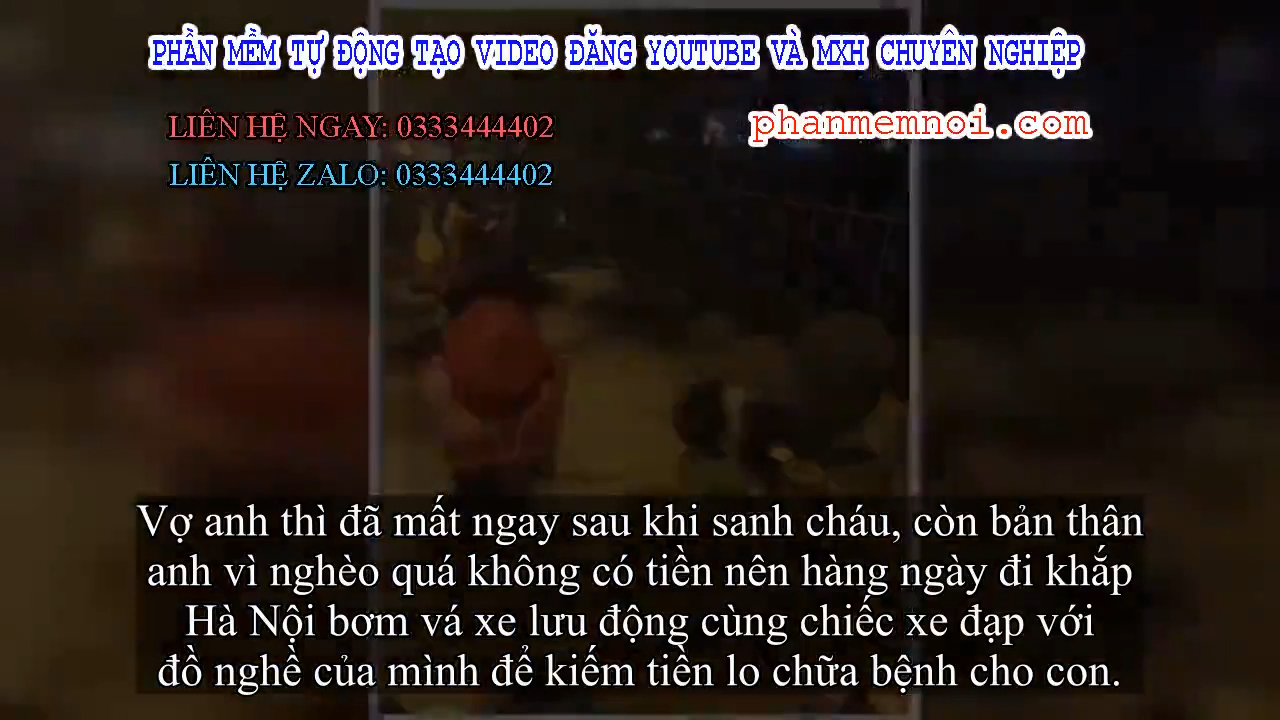 PHẦN MỀM TỰ ĐỘNG TẠO VIDEO ĐĂNG YOUTUBE VÀ MXH CHUYÊN NGHIỆP
LIÊN HỆ NGAY: 0333444402
phanmemnoi.com
LIÊN HỆ ZALO: 0333444402
Vợ anh thì đã mất ngay sau khi sanh cháu, còn bản thân
anh vì nghèo quá không có tiền nên hàng ngày đi khắp
Hà Nội bơm vá xe lưu động cùng chiếc xe đạp với
đồ nghề của mình để kiếm tiền lo chữa bệnh cho con.